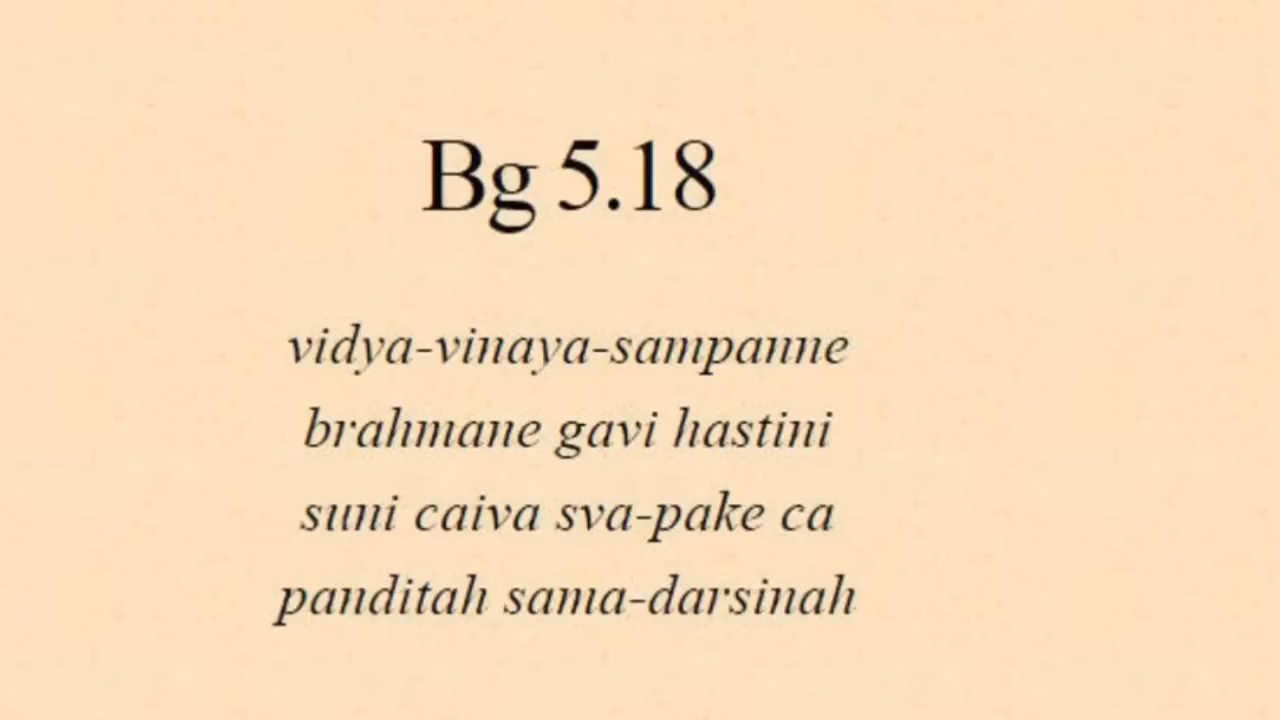 Bg 5.18
vidya-vinaya-sampanne
brahmane gavi hastini
suni caiva sva-pake ca
panditah sama-darsinah